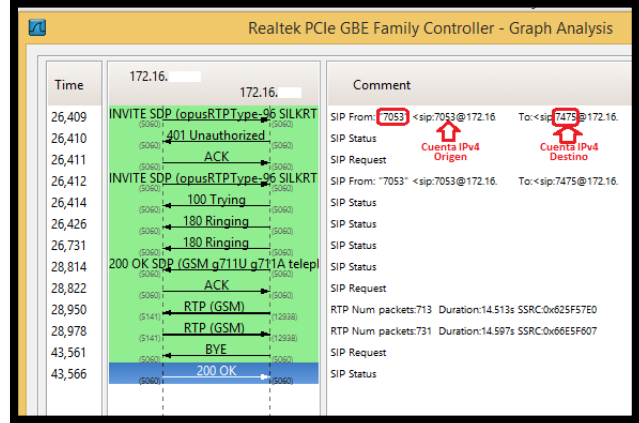 Realtek PCIe GBE Family Controller - Graph Analysis
Time 172.16. 172.16. Comment
26,409 INVITE SDP (opusRTPType-96 SILKRT (5060) (5060) SIP From: "7053" <sip:7053@172.16. To:<sip:7475@172.16.
26,410 401 Unauthorized (5060) (5060) SIP Status
Cuenta IPv4 Origen Cuenta IPv4 Destino
26,411 ACK (5060) (5060) SIP Request
26,412 INVITE SDP (opusRTPType-96 SILKRT (5060) (5060) SIP From: "7053" <sip:7053@172.16. To:<sip:7475@172.16.
26,414 100 Trying (5060) (5060) SIP Status
26,426 180 Ringing (5060) (5060) SIP Status
26,731 180 Ringing (5060) (5060) SIP Status
28,814 200 OK SDP (GSM g711U g711A telepl (5060) (5060) SIP Status
28,822 ACK (5060) (5060) SIP Request
28,950 RTP (GSM) (5141) (12938) RTP Num packets:713 Duration:14.513s SSRC:0x625F57E0
28,978 RTP (GSM) (5141) (12938) RTP Num packets:731 Duration:14.597s SSRC:0x66E5F607
43,561 BYE (5060) (5060) SIP Request
43,566 200 OK (5060) (5060) SIP Status